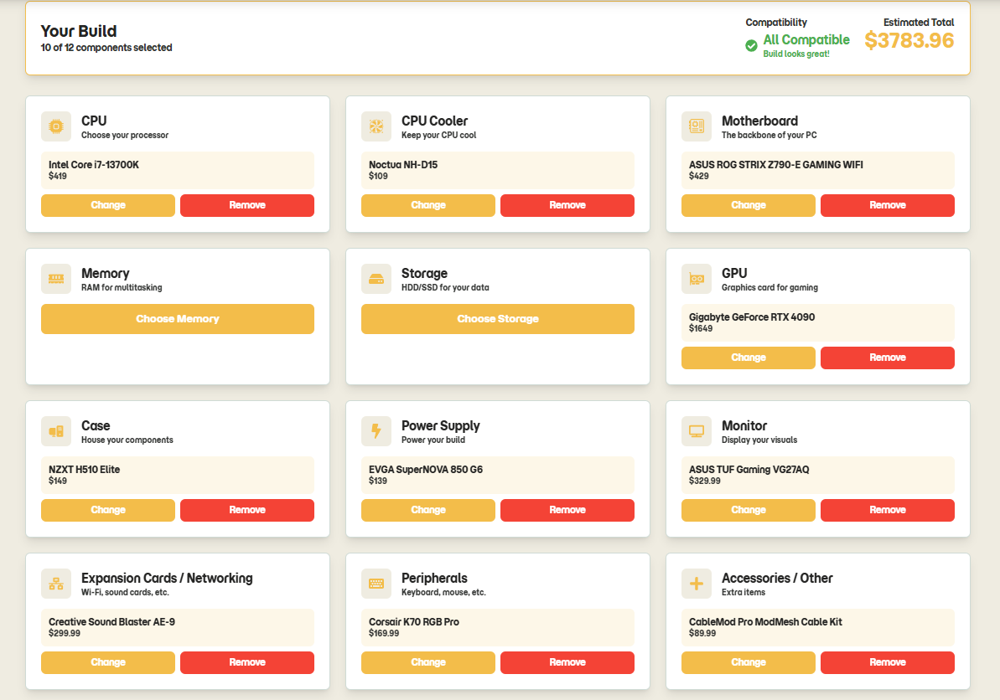 Your Build
10 of 12 components selected
Compatibility
All Compatible
Build looks great!
Estimated Total
$3783.96
CPU
Choose your processor
Intel Core i7-13700K
$419
Change
Remove
CPU Cooler
Keep your CPU cool
Noctua NH-D15
$109
Change
Remove
Motherboard
The backbone of your PC
ASUS ROG STRIX Z790-E GAMING WIFI
$429
Change
Remove
Memory
RAM for multitasking
Choose Memory
Storage
HDD/SSD for your data
Choose Storage
GPU
Graphics card for gaming
Gigabyte GeForce RTX 4090
$1649
Change
Remove
Case
House your components
NZXT H510 Elite
$149
Change
Remove
Power Supply
Power your build
EVGA SuperNOVA 850 G6
$139
Change
Remove
Monitor
Display your visuals
ASUS TUF Gaming VG27AQ
$329.99
Change
Remove
Expansion Cards / Networking
Wi-Fi, sound cards, etc.
Creative Sound Blaster AE-9
$299.99
Change
Remove
Peripherals
Keyboard, mouse, etc.
Corsair K70 RGB Pro
$169.99
Change
Remove
Accessories / Other
Extra items
CableMod Pro ModMesh Cable Kit
$89.99
Change
Remove